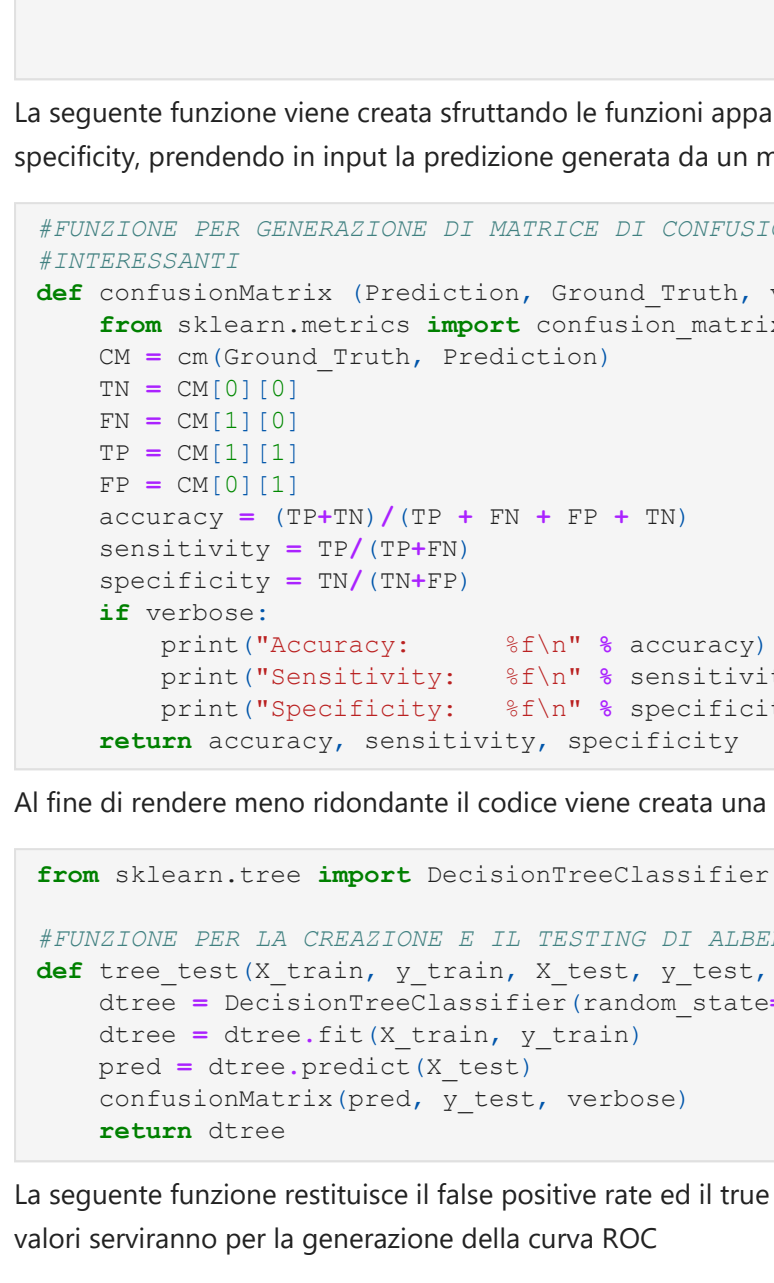 La seguente funzione viene creata sfruttando le funzioni
specificity, prendendo in input la predizione generata da un
#FUNZIONE PER GENERAZIONE DI MATRICE DI
#INTERESSANTI
def confusionMatrix (Prediction, Ground_Truth,
    from sklearn.metrics import confusion_matrix
    CM = cm(Ground_Truth, Prediction)
    TN = CM[0][0]
    FN = CM[1][0]
    TP = CM[1][1]
    FP = CM[0][1]
    accuracy = (TP+TN)/(TP + FN + FP + TN)
    sensitivity = TP/(TP+FN)
    specificity = TN/(TN+FP)
    if verbose:
        print("Accuracy:      %f\n" % accuracy)
        print("Sensitivity:   %f\n" %
        print("Specificity:   %f\n" %
    return accuracy, sensitivity, specificity
Al fine di rendere meno ridondante il codice viene creata una
from sklearn.tree import DecisionTreeClassifier
#FUNZIONE PER LA CREAZIONE E IL TESTING DI
def tree_test(X_train, y_train, X_test, y_test,
    dtree = DecisionTreeClassifier(random_state=
    dtree = dtree.fit(X_train, y_train)
    pred = dtree.predict(X_test)
    confusionMatrix(pred, y_test, verbose)
    return dtree
La seguente funzione restituisce il false positive rate ed il true
valori serviranno per la generazione della curva ROC